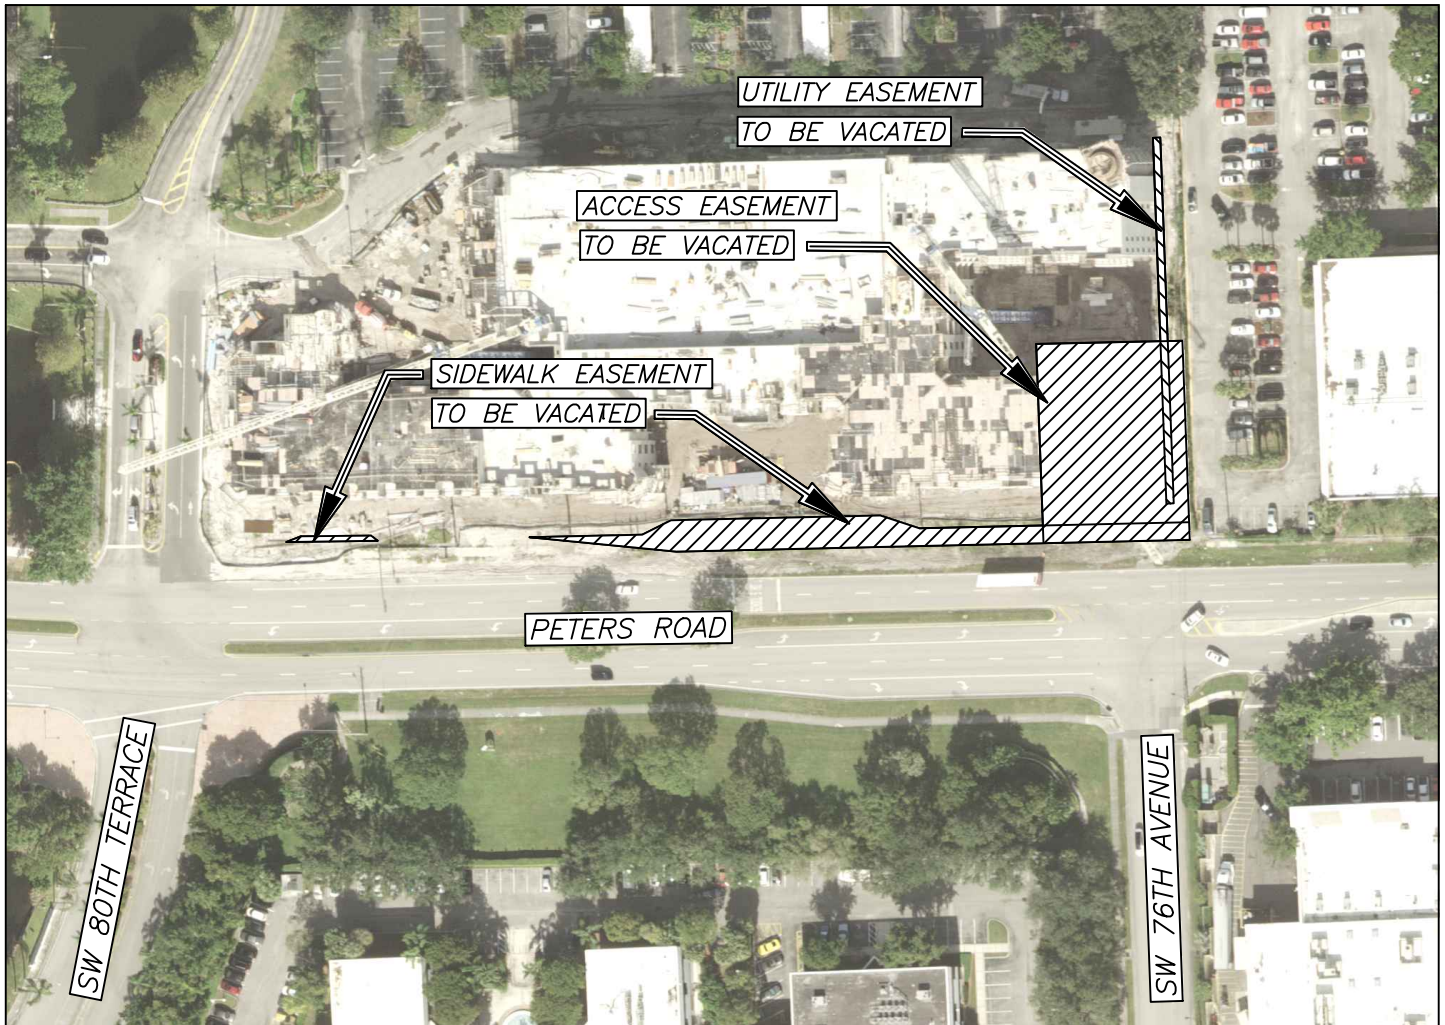 UTILITY EASEMENT
TO BE VACATED
ACCESS EASEMENT
TO BE VACATED
SIDEWALK EASEMENT
TO BE VACATED
PETERS ROAD
SW 80TH TERRACE
SW 76TH AVENUE